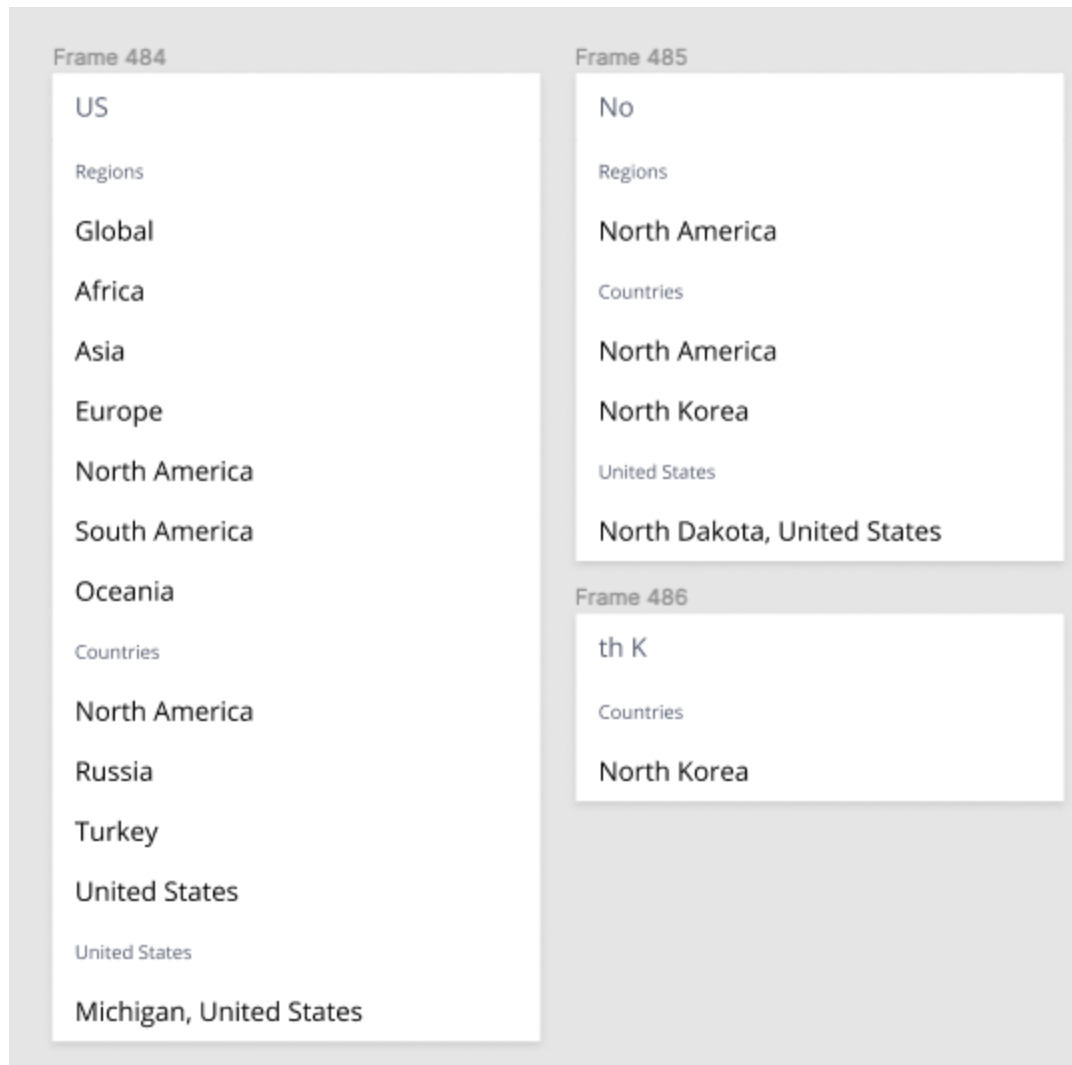 Frame 484
US
Regions
Global
Africa
Asia
Europe
North America
South America
Oceania
Countries
North America
Russia
Turkey
United States
United States
Michigan, United States
Frame 485
No
Regions
North America
Countries
North America
North Korea
United States
North Dakota, United States
Frame 486
th K
Countries
North Korea